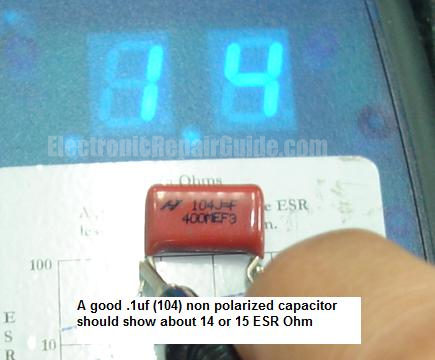 14
ElectronicRepairGuide.com
Ohms
ESR
104J=F
400MEF3
100
E
S
R
10
A good .1uf (104) non polarized capacitor
should show about 14 or 15 ESR Ohm